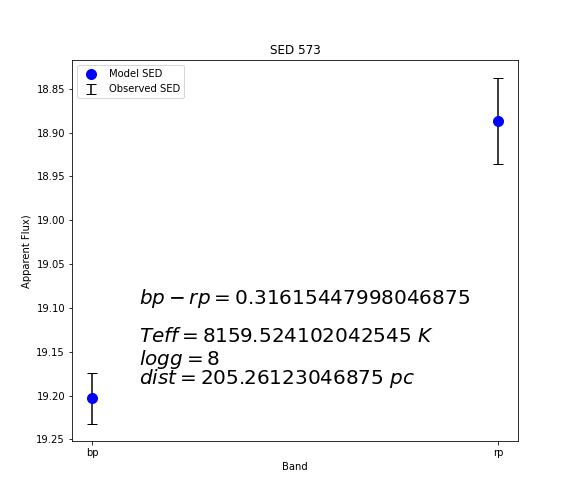 SED 573
Model SED
Observed SED
18.85
18.90
18.95
19.00
19.05
19.10
19.15
19.20
19.25
Apparent Flux)
bp − rp = 0.31615447998046875
Teff = 8159.524102042545 K
logg = 8
dist = 205.26123046875 pc
bp
rp
Band